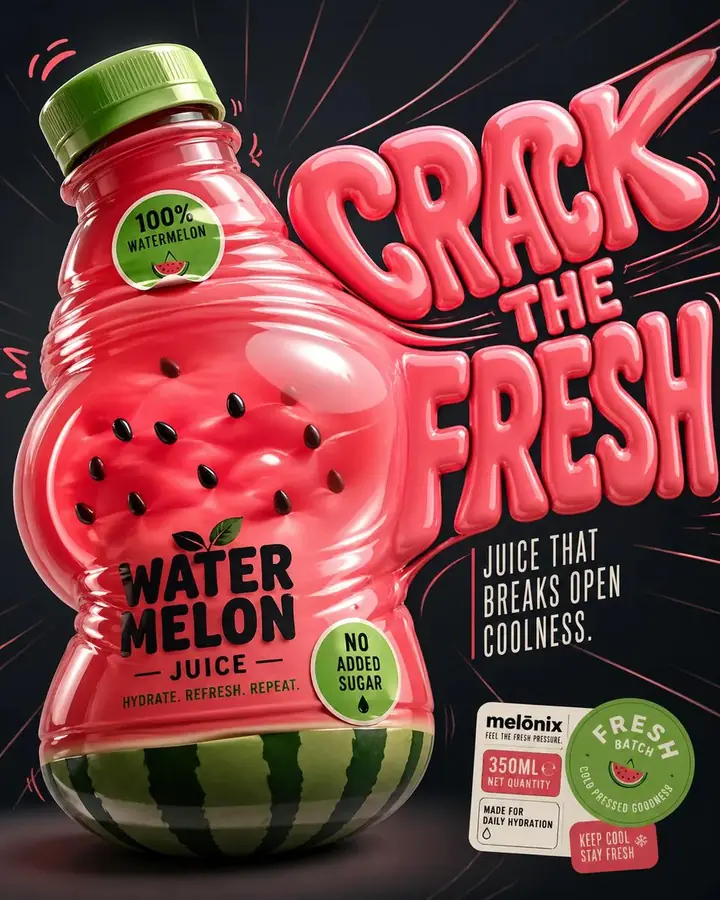 100%
WATERMELON
CRACK
THE
FRESH
WATER
MELON
JUICE
HYDRATE. REFRESH. REPEAT.
NO
ADDED
SUGAR
JUICE THAT
BREAKS OPEN
COOLNESS.
melōnix
FEEL THE FRESH PRESSURE.
350ML ℮
NET QUANTITY
MADE FOR
DAILY HYDRATION
FRESH
BATCH
COLD PRESSED GOODNESS
KEEP COOL
STAY FRESH